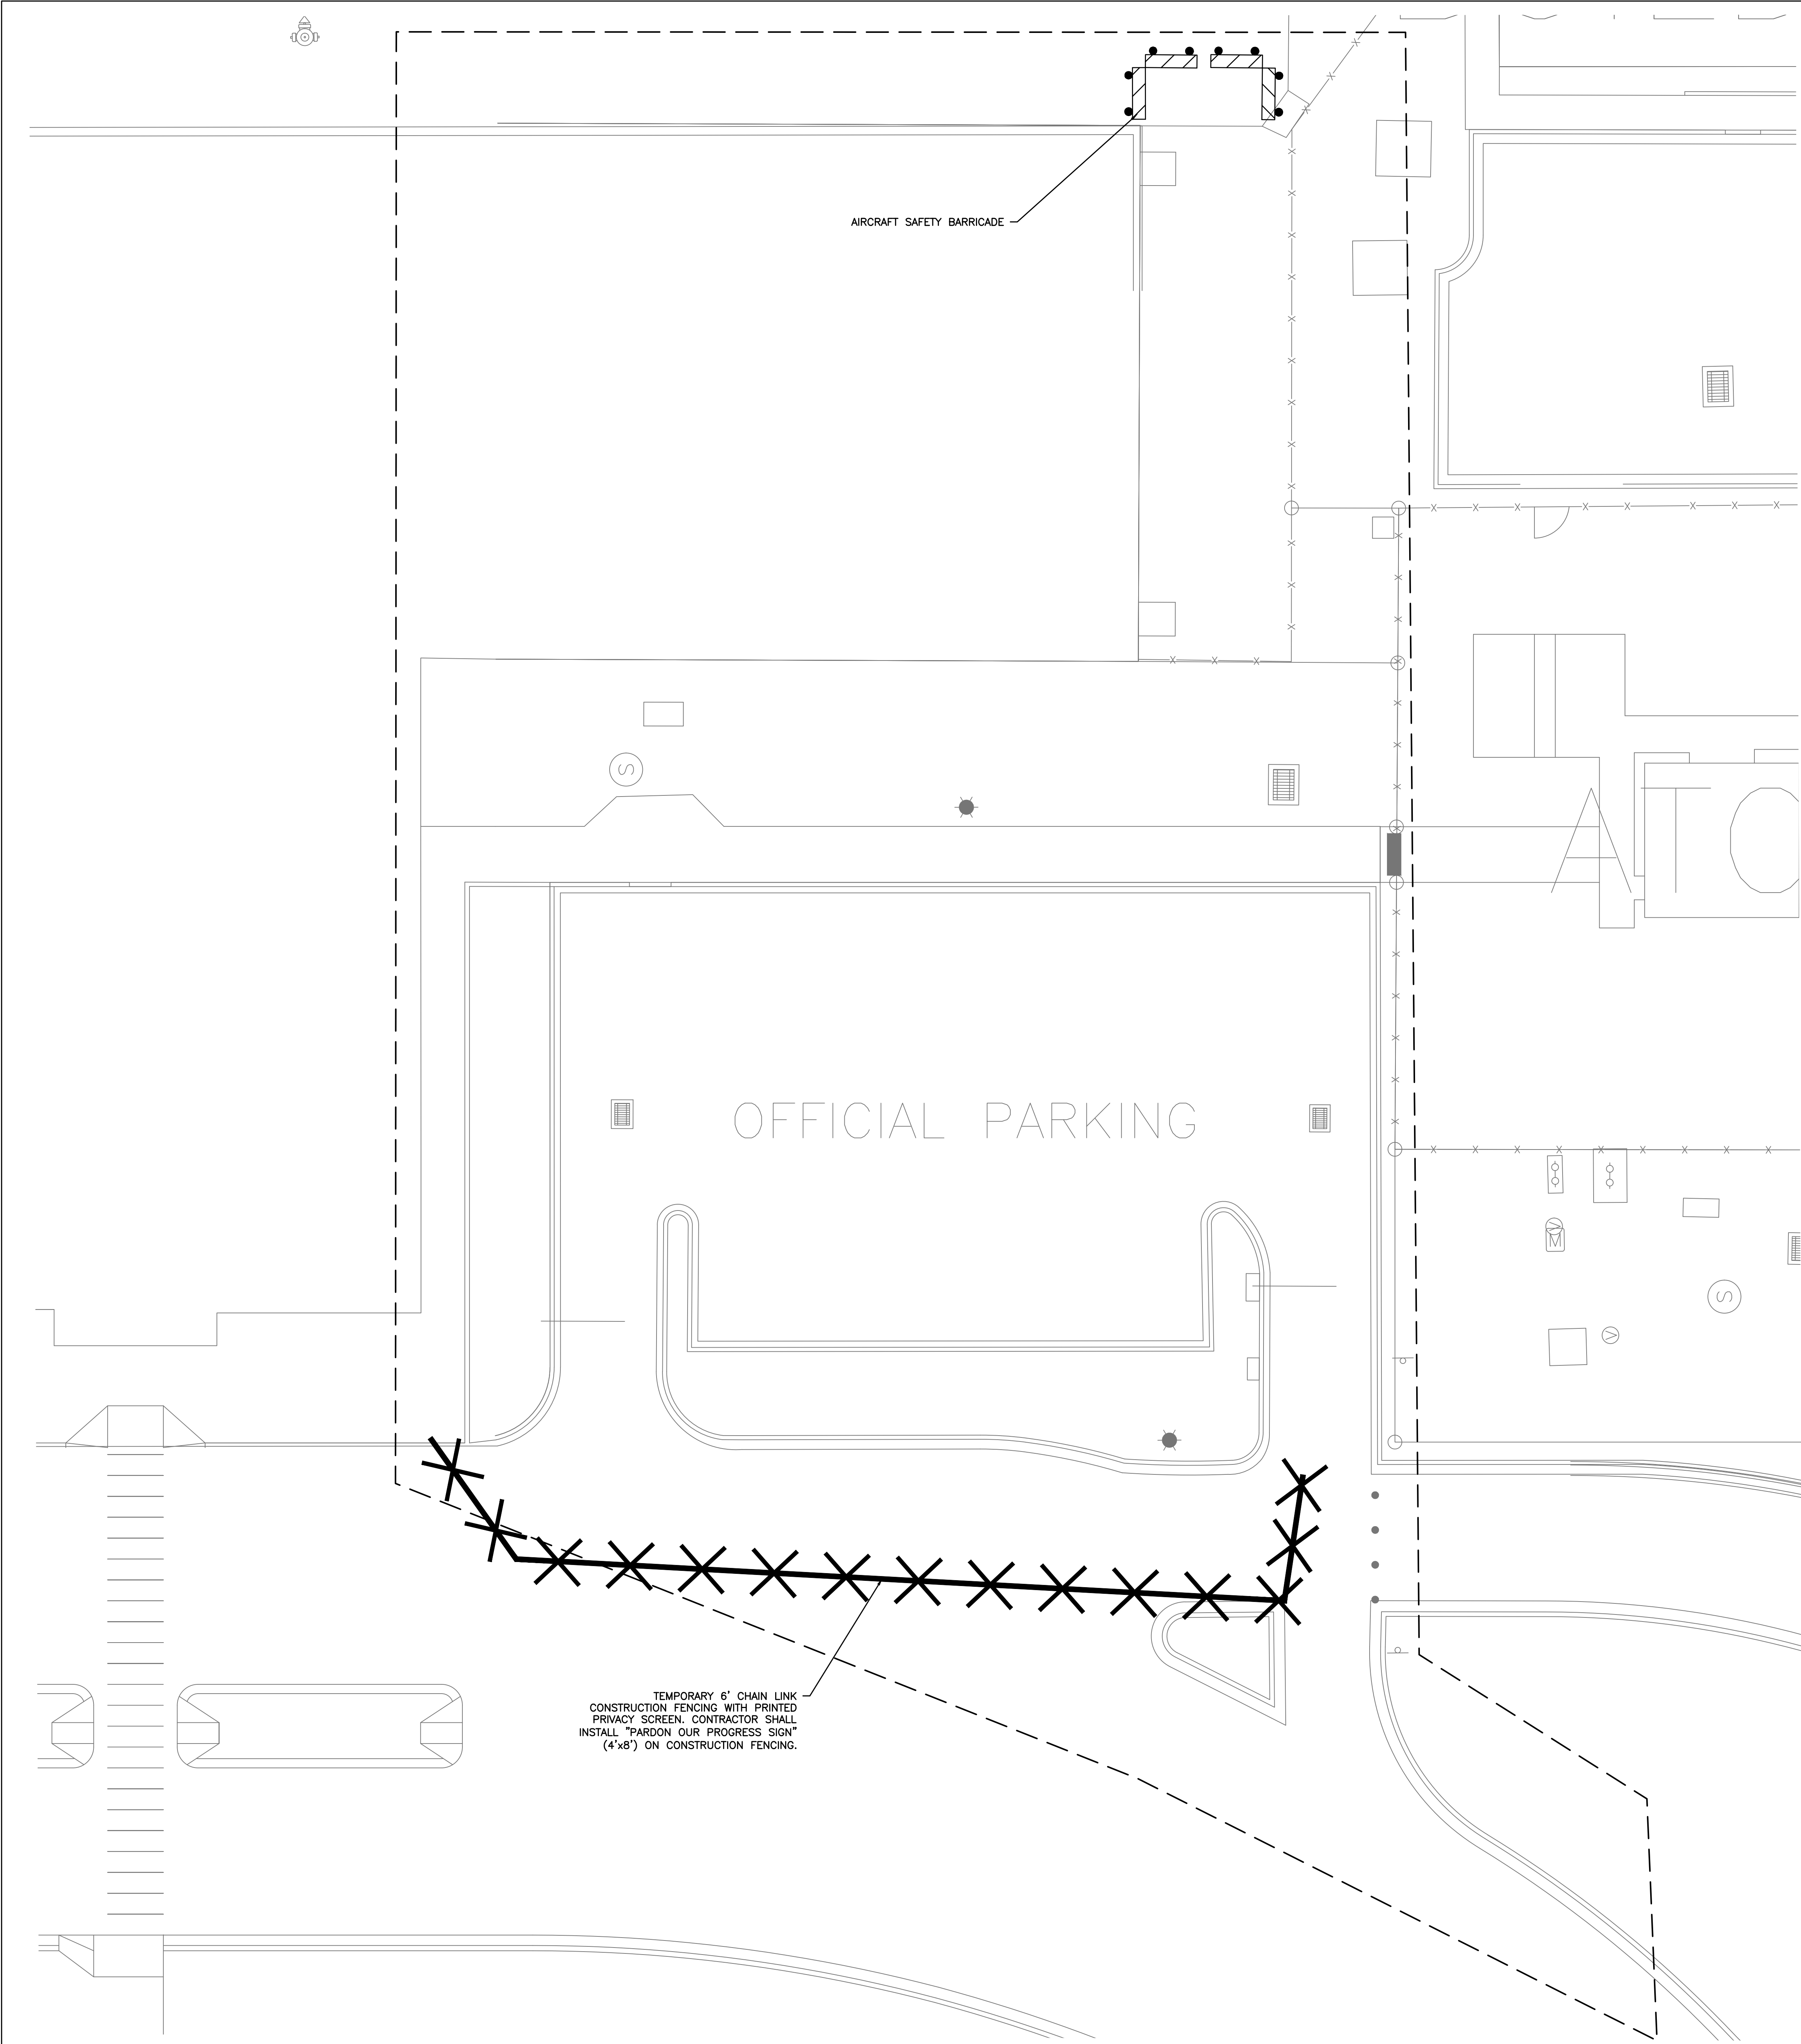 AIRCRAFT SAFETY BARRICADE
S
AT
OFFICIAL PARKING
M
V
S
V
TEMPORARY 6' CHAIN LINK
CONSTRUCTION FENCING WITH PRINTED
PRIVACY SCREEN. CONTRACTOR SHALL
INSTALL "PARDON OUR PROGRESS SIGN"
(4'x8') ON CONSTRUCTION FENCING.